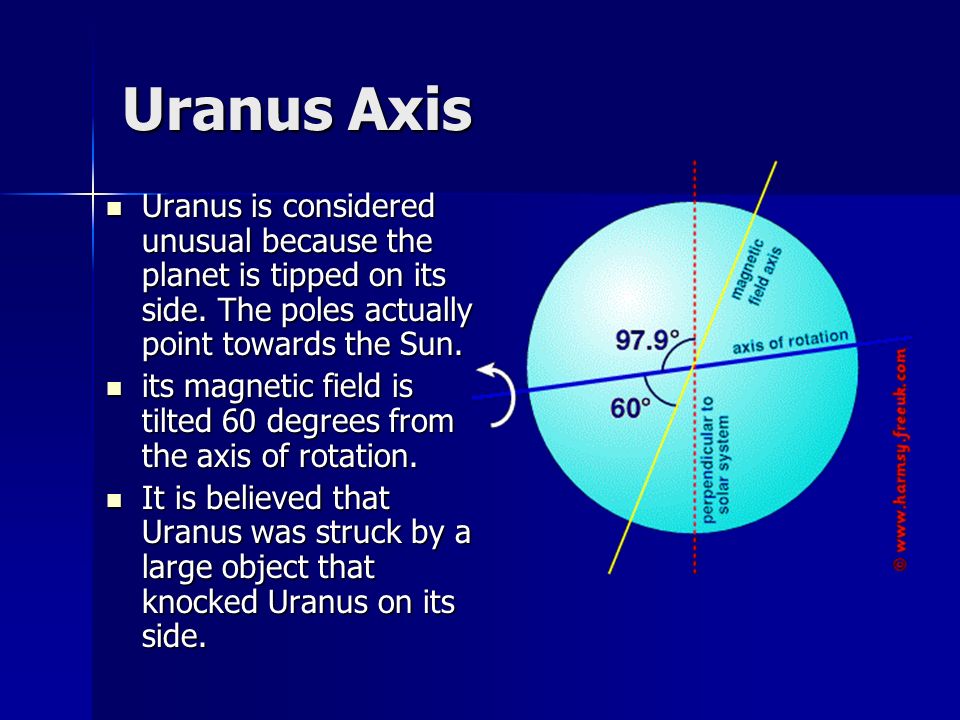 Uranus Axis
Uranus is considered
unusual because the
planet is tipped on its
side. The poles actually
point towards the Sun.
its magnetic field is
tilted 60 degrees from
the axis of rotation.
It is believed that
Uranus was struck by a
large object that
knocked Uranus on its
side.
magnetic
field axis
97.9°
axis of rotation
60°
perpendicular to
solar system
© www.harmsy.freeuk.com